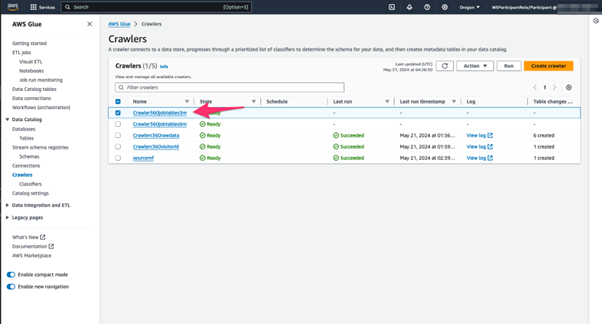 aws
Services
Search
[Option+S]
Oregon
WSParticipantRole/Participant @
AWS Glue
Getting started
ETL jobs
Visual ETL
Notebooks
Job run monitoring
Data Catalog tables
Data connections
Workflows (orchestration)
Data Catalog
Databases
Tables
Stream schema registries
Schemas
Connections
Crawlers
Classifiers
Catalog settings
Data Integration and ETL
Legacy pages
What's New
Documentation
AWS Marketplace
Enable compact mode
Enable new navigation
AWS Glue > Crawlers
Crawlers
A crawler connects to a data store, progresses through a prioritized list of classifiers to determine the schema for your data, and then creates metadata tables in your data catalog.
Crawlers (1/5) Info
View and manage all available crawlers.
Last updated (UTC)
May 21, 2024 at 04:26:30
Action
Run
Create crawler
Filter crawlers
1
Name State Schedule Last run Last run timestamp Log Table changes ...
Crawler360jobtables3m Ready - - - -
Crawler360jobtables6m Ready - - - -
Crawlerc360rawdata Ready Succeeded May 21, 2024 at 01:56... View log 6 created
Crawlerc360visitorid Ready Succeeded May 21, 2024 at 02:59... View log 1 created
sourcemf Ready Succeeded May 21, 2024 at 01:39... View log 1 created